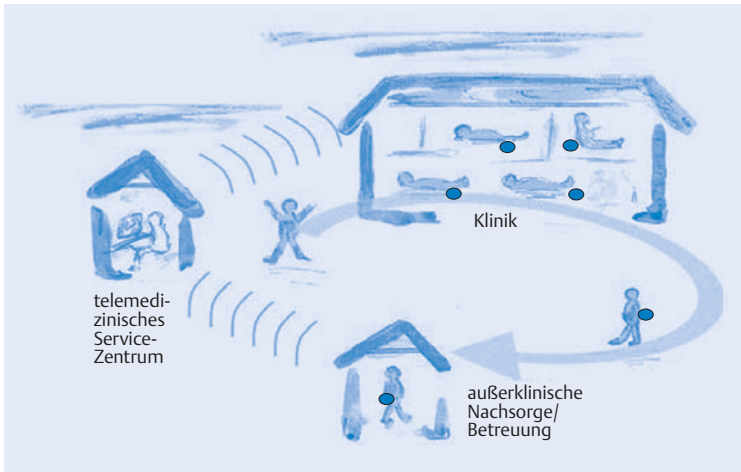 Klinik
telemedi-
zinisches
Service-
Zentrum
außerklinische
Nachsorge/
Betreuung